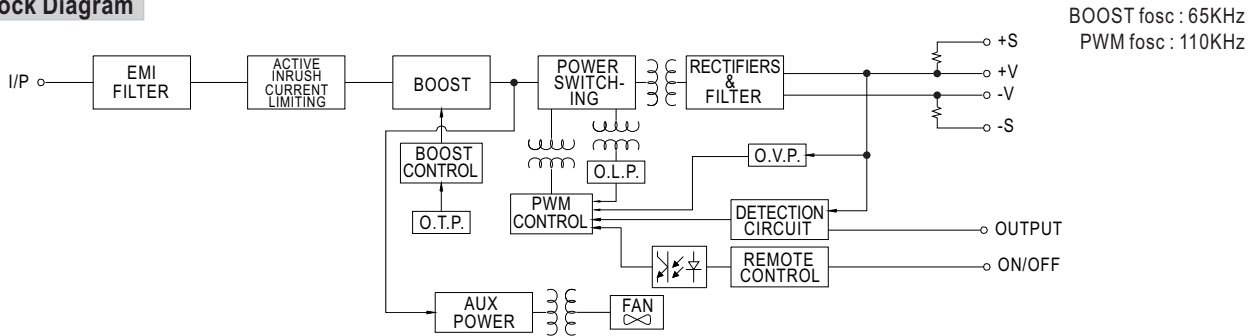 ock Diagram
BOOST fosc : 65KHz
PWM fosc : 110KHz
I/P
EMI
FILTER
ACTIVE
INRUSH
CURRENT
LIMITING
BOOST
POWER
SWITCH-
ING
RECTIFIERS
&
FILTER
+S
+V
-V
-S
BOOST
CONTROL
O.T.P.
O.L.P.
O.V.P.
PWM
CONTROL
DETECTION
CIRCUIT
OUTPUT
REMOTE
CONTROL
ON/OFF
AUX
POWER
FAN